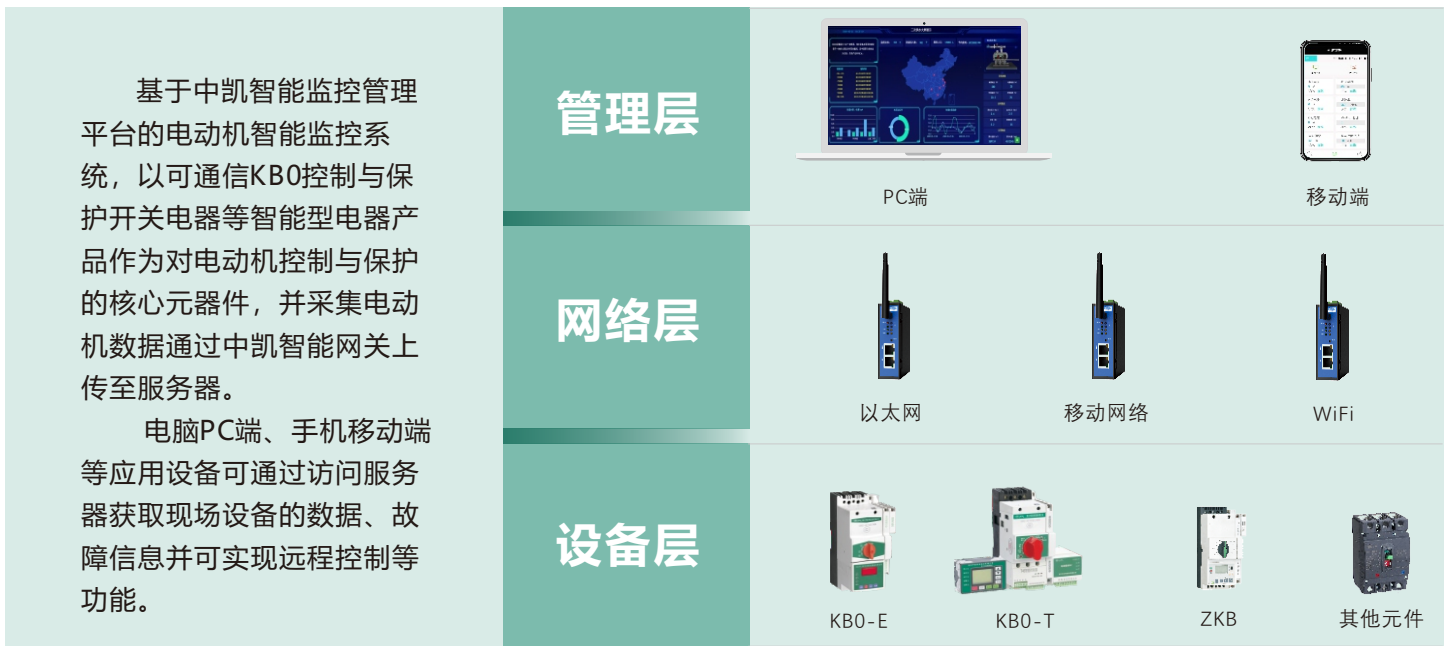 基于中凯智能监控管理
平台的电动机智能监控系
统，以可通信KB0控制与保
护开关电器等智能型电器产
品作为对电动机控制与保护
的核心元器件，并采集电动
机数据通过中凯智能网关上
传至服务器。
电脑PC端、手机移动端
等应用设备可通过访问服务
器获取现场设备的数据、故
障信息并可实现远程控制等
功能。
管理层
PC端
移动端
网络层
以太网
移动网络
WiFi
设备层
KB0-E
KB0-T
ZKB
其他元件